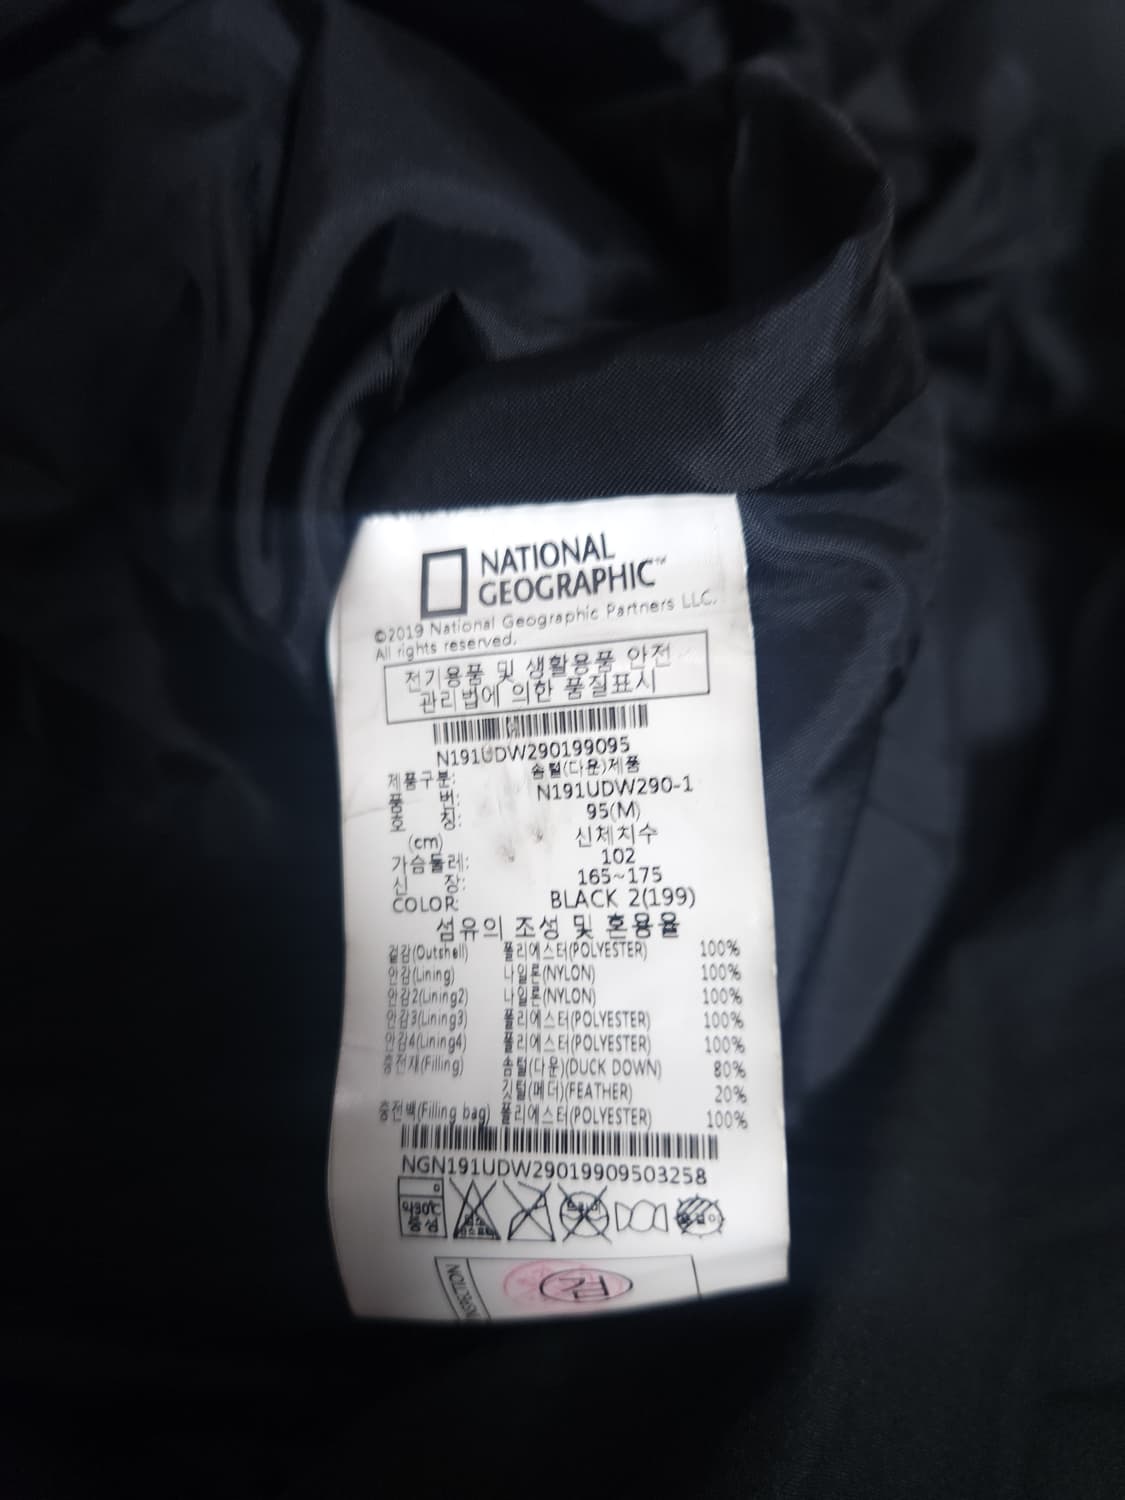 NATIONAL
GEOGRAPHIC™
©2019 National Geographic Partners LLC.
All rights reserved.
전기용품 및 생활용품 안전
관리법에 의한 품질표시
N191UDW290199095
제품구분: 솜털(다운)제품
품 번: N191UDW290-1
호 칭: 95(M)
(cm) 신체치수
가슴둘레: 102
신 장: 165~175
COLOR: BLACK 2(199)
섬유의 조성 및 혼용율
겉감(Outshell) 폴리에스터(POLYESTER) 100%
안감(Lining) 나일론(NYLON) 100%
안감2(Lining2) 나일론(NYLON) 100%
안감3(Lining3) 폴리에스터(POLYESTER) 100%
안감4(Lining4) 폴리에스터(POLYESTER) 100%
충전재(Filling) 솜털(다운)(DUCK DOWN) 80%
깃털(페더)(FEATHER) 20%
충전백(Filling bag) 폴리에스터(POLYESTER) 100%
NGN191UDW29019909503258
약30℃
중성
검